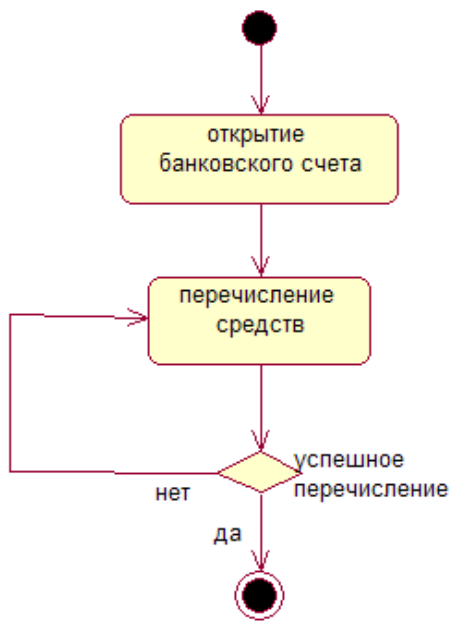 открытие
банковского счета
перечисление
средств
успешное
перечисление
нет
да